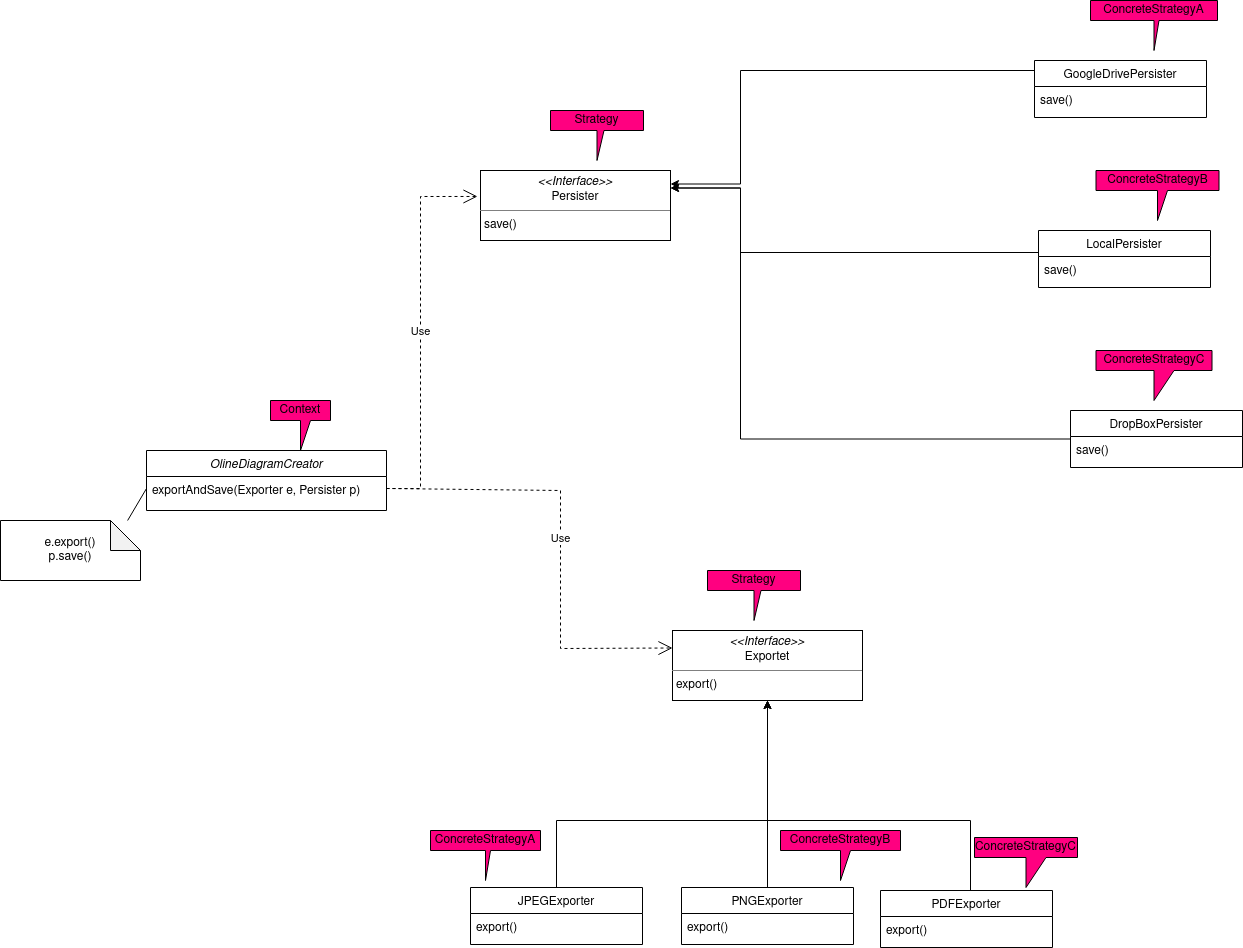 ConcreteStrategyA
GoogleDrivePersister
save()
Strategy
<<Interface>>
Persister
save()
ConcreteStrategyB
LocalPersister
save()
Use
ConcreteStrategyC
DropBoxPersister
save()
Context
OlineDiagramCreator
exportAndSave(Exporter e, Persister p)
e.export()
p.save()
Use
Strategy
<<Interface>>
Exportet
export()
ConcreteStrategyA
JPEGExporter
export()
ConcreteStrategyB
PNGExporter
export()
ConcreteStrategyC
PDFExporter
export()